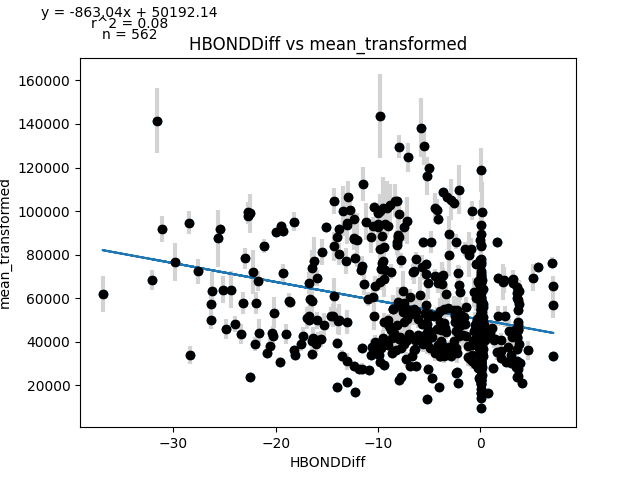 y = -863.04x + 50192.14
r^2 = 0.08
n = 562
HBONDDiff vs mean_transformed
160000
140000
120000
100000
80000
60000
40000
20000
mean_transformed
−30
−20
−10
0
HBONDDiff